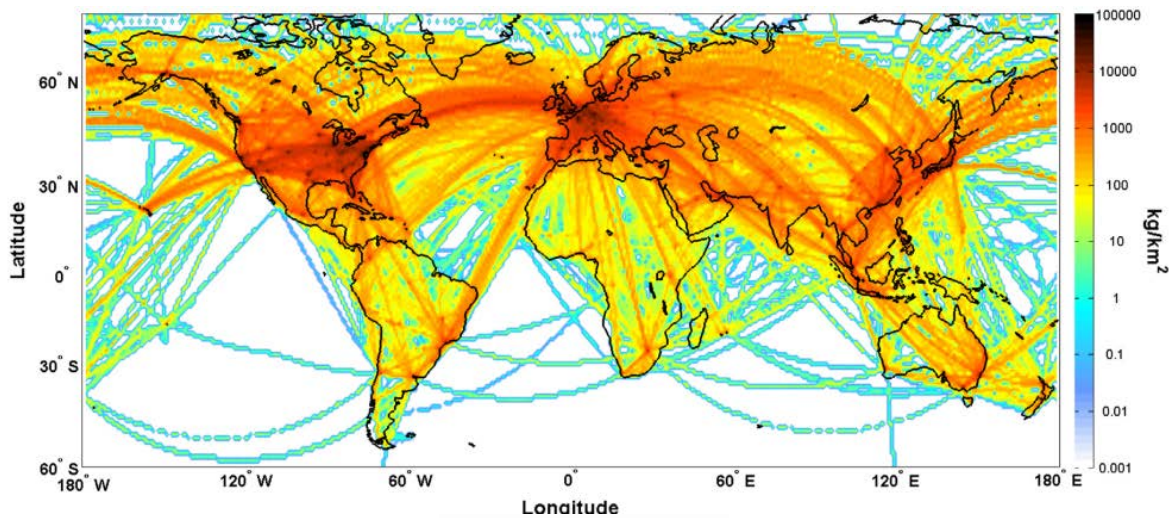 100000
10000
1000
100
10
1
0.1
0.01
0.001
kg/km2
60° N
30° N
0°
30° S
60° S
Latitude
180° W
120° W
60° W
0°
60° E
120° E
180° E
Longitude